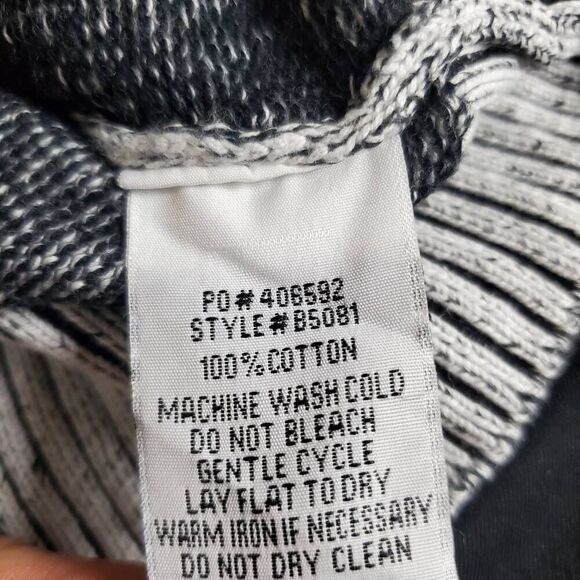 PO# 406592
STYLE# B5081
100% COTTON
MACHINE WASH COLD
DO NOT BLEACH
GENTLE CYCLE
LAY FLAT TO DRY
WARM IRON IF NECESSARY
DO NOT DRY CLEAN